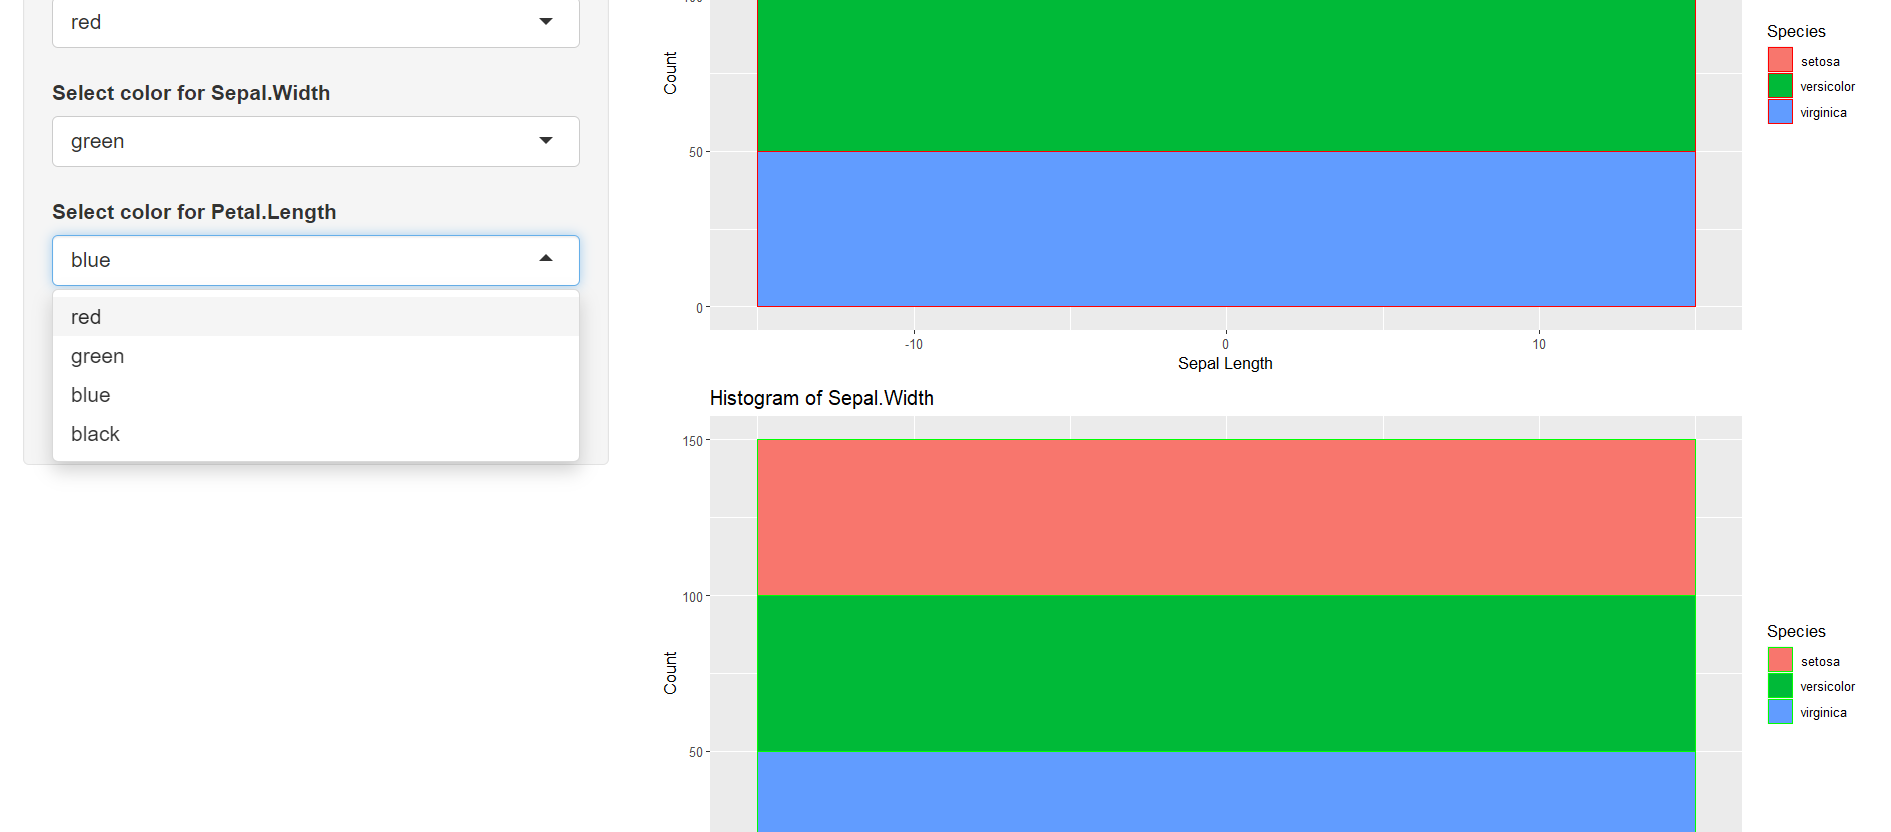 red
Select color for Sepal.Width
green
Select color for Petal.Length
blue
red
green
blue
black
Count
50
0
-10
0
10
Sepal Length
Species
setosa
versicolor
virginica
Histogram of Sepal.Width
150
100
50
Count
Species
setosa
versicolor
virginica